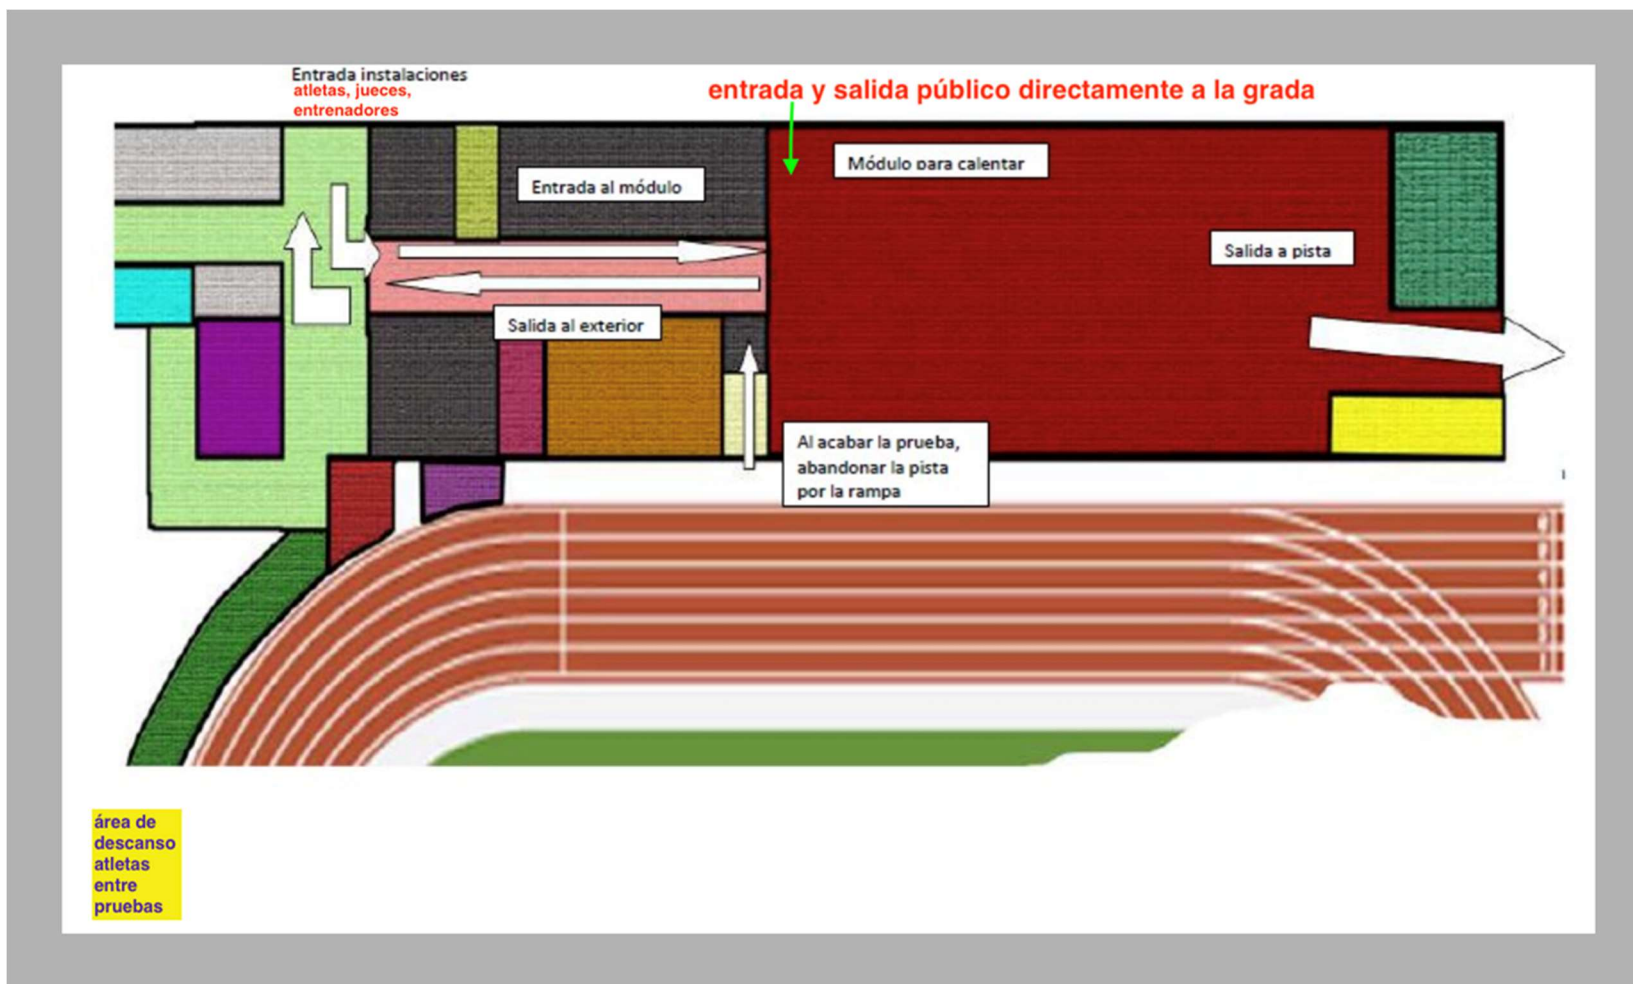 Entrada instalaciones
atletas, jueces,
entrenadores
entrada y salida público directamente a la grada
Módulo para calentar
Entrada al módulo
Salida a pista
Salida al exterior
Al acabar la prueba,
abandonar la pista
por la rampa
área de
descanso
atletas
entre
pruebas